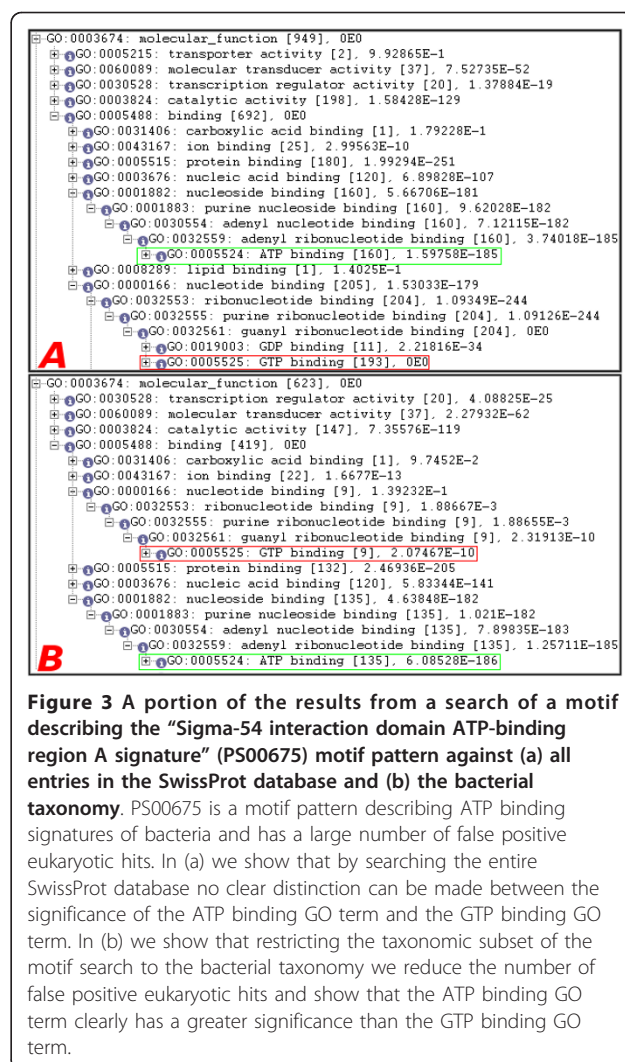 GO:0003674: molecular_function [949], 0E0
GO:0005215: transporter activity [2], 9.92865E-1
GO:0060089: molecular transducer activity [37], 7.52735E-52
GO:0030528: transcription regulator activity [20], 1.37884E-19
GO:0003824: catalytic activity [198], 1.58428E-129
GO:0005488: binding [692], 0E0
GO:0031406: carboxylic acid binding [1], 1.79228E-1
GO:0043167: ion binding [25], 2.99563E-10
GO:0005515: protein binding [180], 1.99294E-251
GO:0003676: nucleic acid binding [120], 6.89828E-107
GO:0001882: nucleoside binding [160], 5.66706E-181
GO:0001883: purine nucleoside binding [160], 9.62028E-182
GO:0030554: adenyl nucleotide binding [160], 7.12115E-182
GO:0032559: adenyl ribonucleotide binding [160], 3.74018E-185
GO:0005524: ATP binding [160], 1.59758E-185
GO:0008289: lipid binding [1], 1.4025E-1
GO:0000166: nucleotide binding [205], 1.53033E-179
GO:0032553: ribonucleotide binding [204], 1.09349E-244
GO:0032555: purine ribonucleotide binding [204], 1.09126E-244
GO:0032561: guanyl ribonucleotide binding [204], 0E0
GO:0019003: GDP binding [11], 2.21816E-34
GO:0005525: GTP binding [193], 0E0
A
GO:0003674: molecular_function [623], 0E0
GO:0030528: transcription regulator activity [20], 4.08825E-25
GO:0060089: molecular transducer activity [37], 2.27932E-62
GO:0003824: catalytic activity [147], 7.35576E-119
GO:0005488: binding [419], 0E0
GO:0031406: carboxylic acid binding [1], 9.7452E-2
GO:0043167: ion binding [22], 1.6677E-13
GO:0000166: nucleotide binding [9], 1.39232E-1
GO:0032553: ribonucleotide binding [9], 1.88667E-3
GO:0032555: purine ribonucleotide binding [9], 1.88655E-3
GO:0032561: guanyl ribonucleotide binding [9], 2.31913E-10
GO:0005525: GTP binding [9], 2.07467E-10
GO:0005515: protein binding [132], 2.46936E-205
GO:0003676: nucleic acid binding [120], 5.83344E-141
GO:0001882: nucleoside binding [135], 4.63848E-182
GO:0001883: purine nucleoside binding [135], 1.021E-182
GO:0030554: adenyl nucleotide binding [135], 7.89835E-183
GO:0032559: adenyl ribonucleotide binding [135], 1.25711E-185
GO:0005524: ATP binding [135], 6.08528E-186
B
Figure 3 A portion of the results from a search of a motif
describing the “Sigma-54 interaction domain ATP-binding
region A signature” (PS00675) motif pattern against (a) all
entries in the SwissProt database and (b) the bacterial
taxonomy. PS00675 is a motif pattern describing ATP binding
signatures of bacteria and has a large number of false positive
eukaryotic hits. In (a) we show that by searching the entire
SwissProt database no clear distinction can be made between the
significance of the ATP binding GO term and the GTP binding GO
term. In (b) we show that restricting the taxonomic subset of the
motif search to the bacterial taxonomy we reduce the number of
false positive eukaryotic hits and show that the ATP binding GO
term clearly has a greater significance than the GTP binding GO
term.